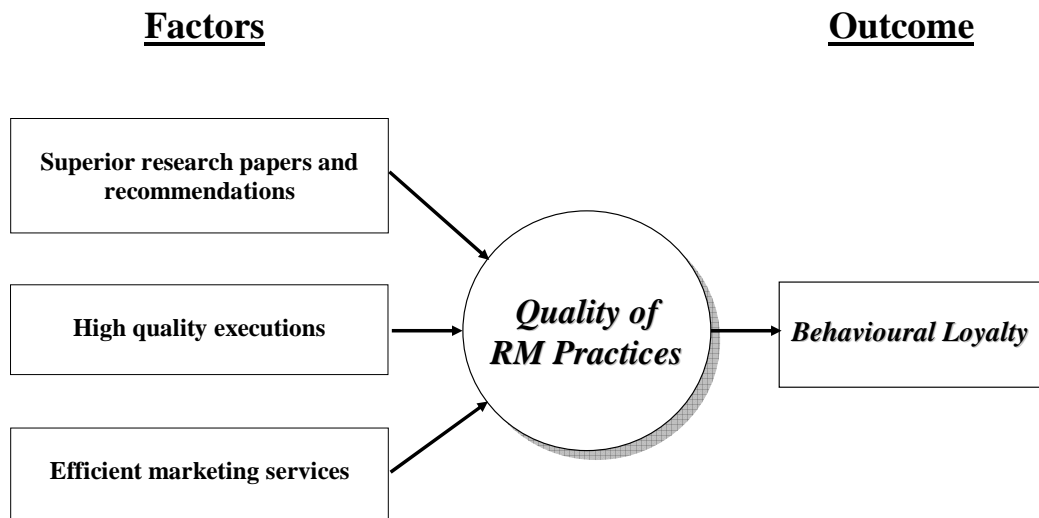 Factors
Outcome
Superior research papers and
recommendations
High quality executions
Efficient marketing services
Quality of
RM Practices
Behavioural Loyalty